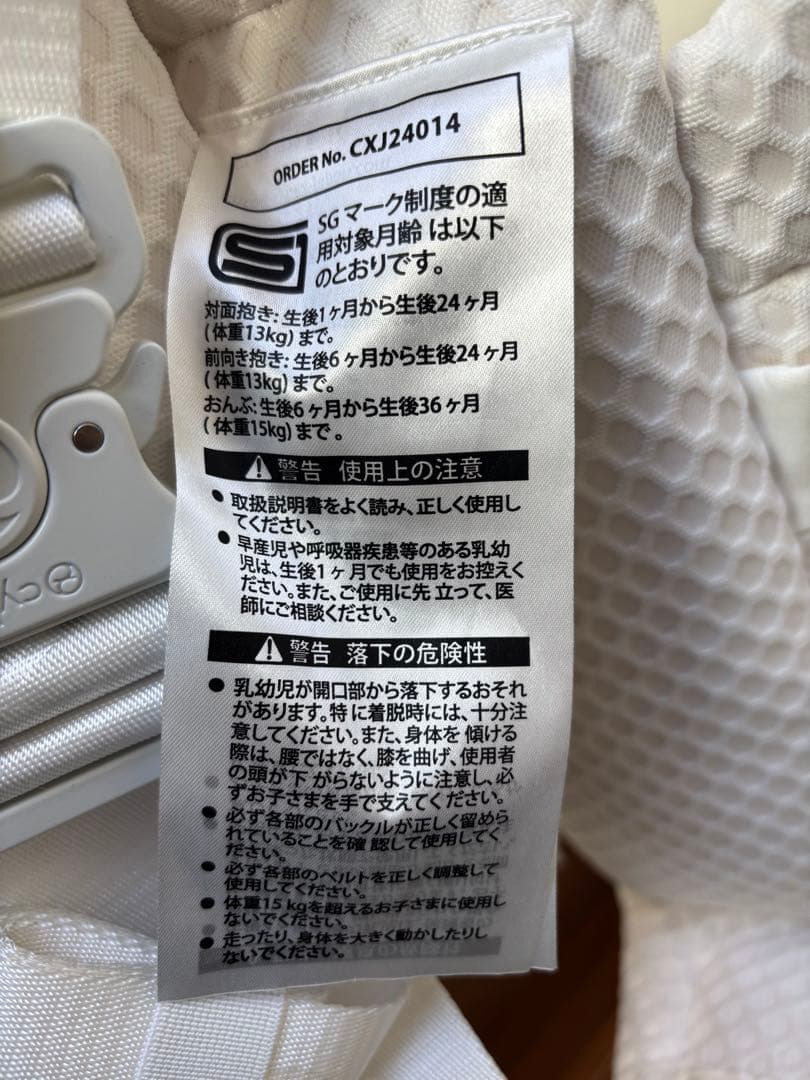 ORDER No. CXJ24014
SG マーク制度の適
用対象月齢 は以下
のとおりです。
対面抱き: 生後1ヶ月から生後24ヶ月
(体重13kg) まで。
前向き抱き: 生後6ヶ月から生後24ヶ月
(体重13kg) まで。
おんぶ: 生後6ヶ月から生後36ヶ月
(体重15kg) まで 。
警告 使用上の注意
● 取扱説明書をよく読み、正しく使用し
てください。
● 早産児や呼吸器疾患等のある乳幼
児は、生後1ヶ月でも使用をお控えく
ださい。また、ご使用に先 立って、医
師にご相談ください。
警告 落下の危険性
● 乳幼児が開口部から落下するおそれ
があります。特 に着脱時には、十分注
意してください。また、身体を 傾ける
際は、腰ではなく、膝を曲げ、使用者
の頭が下 がらないように注意し、必
ずお子さまを手で支えてください。
● 必ず各部のバックルが正しく留めら
れていることを確 認して使用してく
ださい。
● 必ず各部のベルトを正しく調整して
使用してください。
● 体重15 kgを超えるお子さまに使用し
ないでください。
● 走ったり、身体を大きく動かしたりし
ないでください。
cy